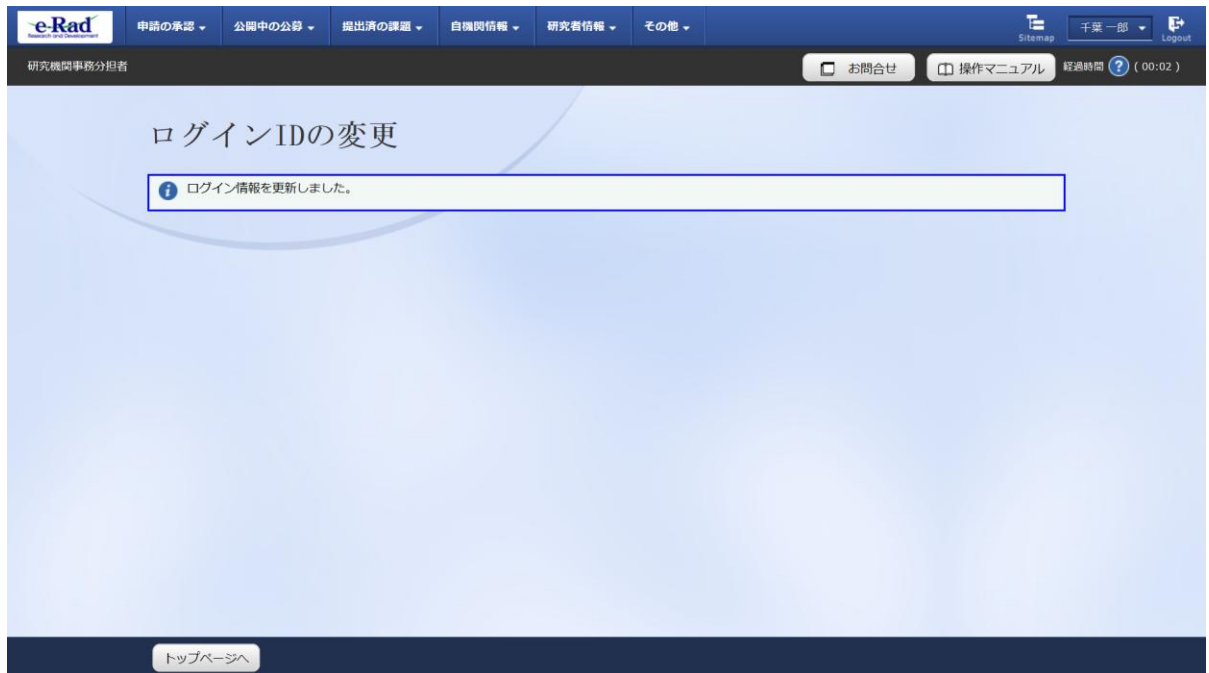 e-Rad
Research and Development
申請の承認
公開中の公募
提出済の課題
自機関情報
研究者情報
その他
Sitemap
千葉 一郎
Logout
研究機関事務分担者
お問合せ
操作マニュアル
経過時間 ? ( 00:02 )
ログインIDの変更
ログイン情報を更新しました。
トップページへ